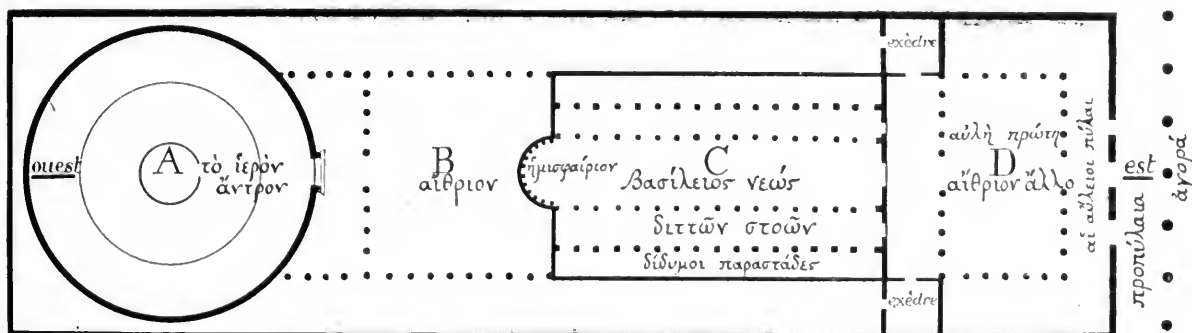 ouest
A
τὸ ἱερὸν
ἄντρον
B
αἴθριον
ἡμισφαίριον
C
Βασίλειος νεώς
διττῶν στοῶν
δίδυμοι παραστάδες
exèdre
exèdre
αὐλὴ πρώτη
D
αἴθριον ἄλλο
αἱ αὔλειοι πύλαι
est
προπύλαια
ἀγορά